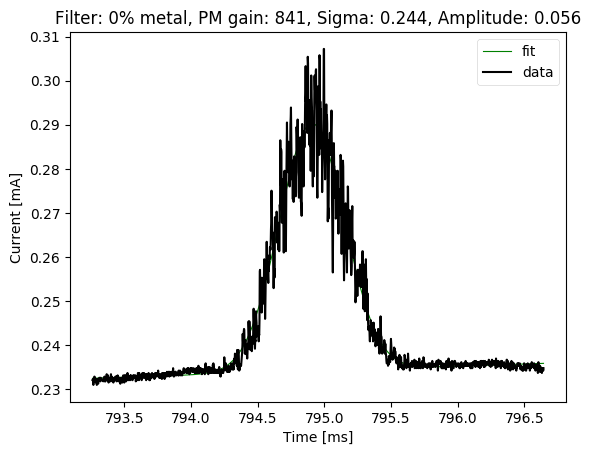 Filter: 0% metal, PM gain: 841, Sigma: 0.244, Amplitude: 0.056
0.31
0.30
0.29
0.28
0.27
0.26
0.25
0.24
0.23
Current [mA]
fit
data
793.5 794.0 794.5 795.0 795.5 796.0 796.5
Time [ms]